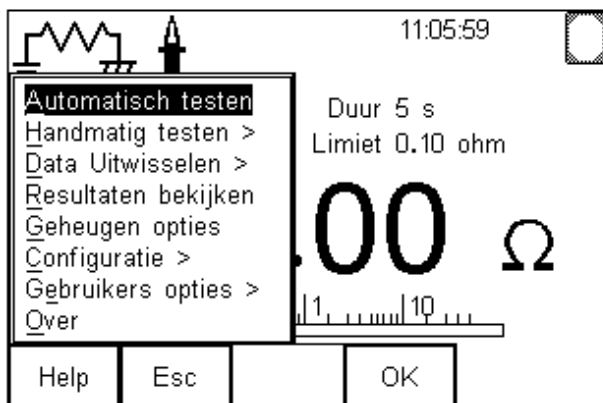 11:05:59
Automatisch testen
Handmatig testen >
Data Uitwisselen >
Resultaten bekijken
Geheugen opties
Configuratie >
Gebruikers opties >
Over
Duur 5 s
Limiet 0.10 ohm
.00 Ω
1 10
Help Esc OK